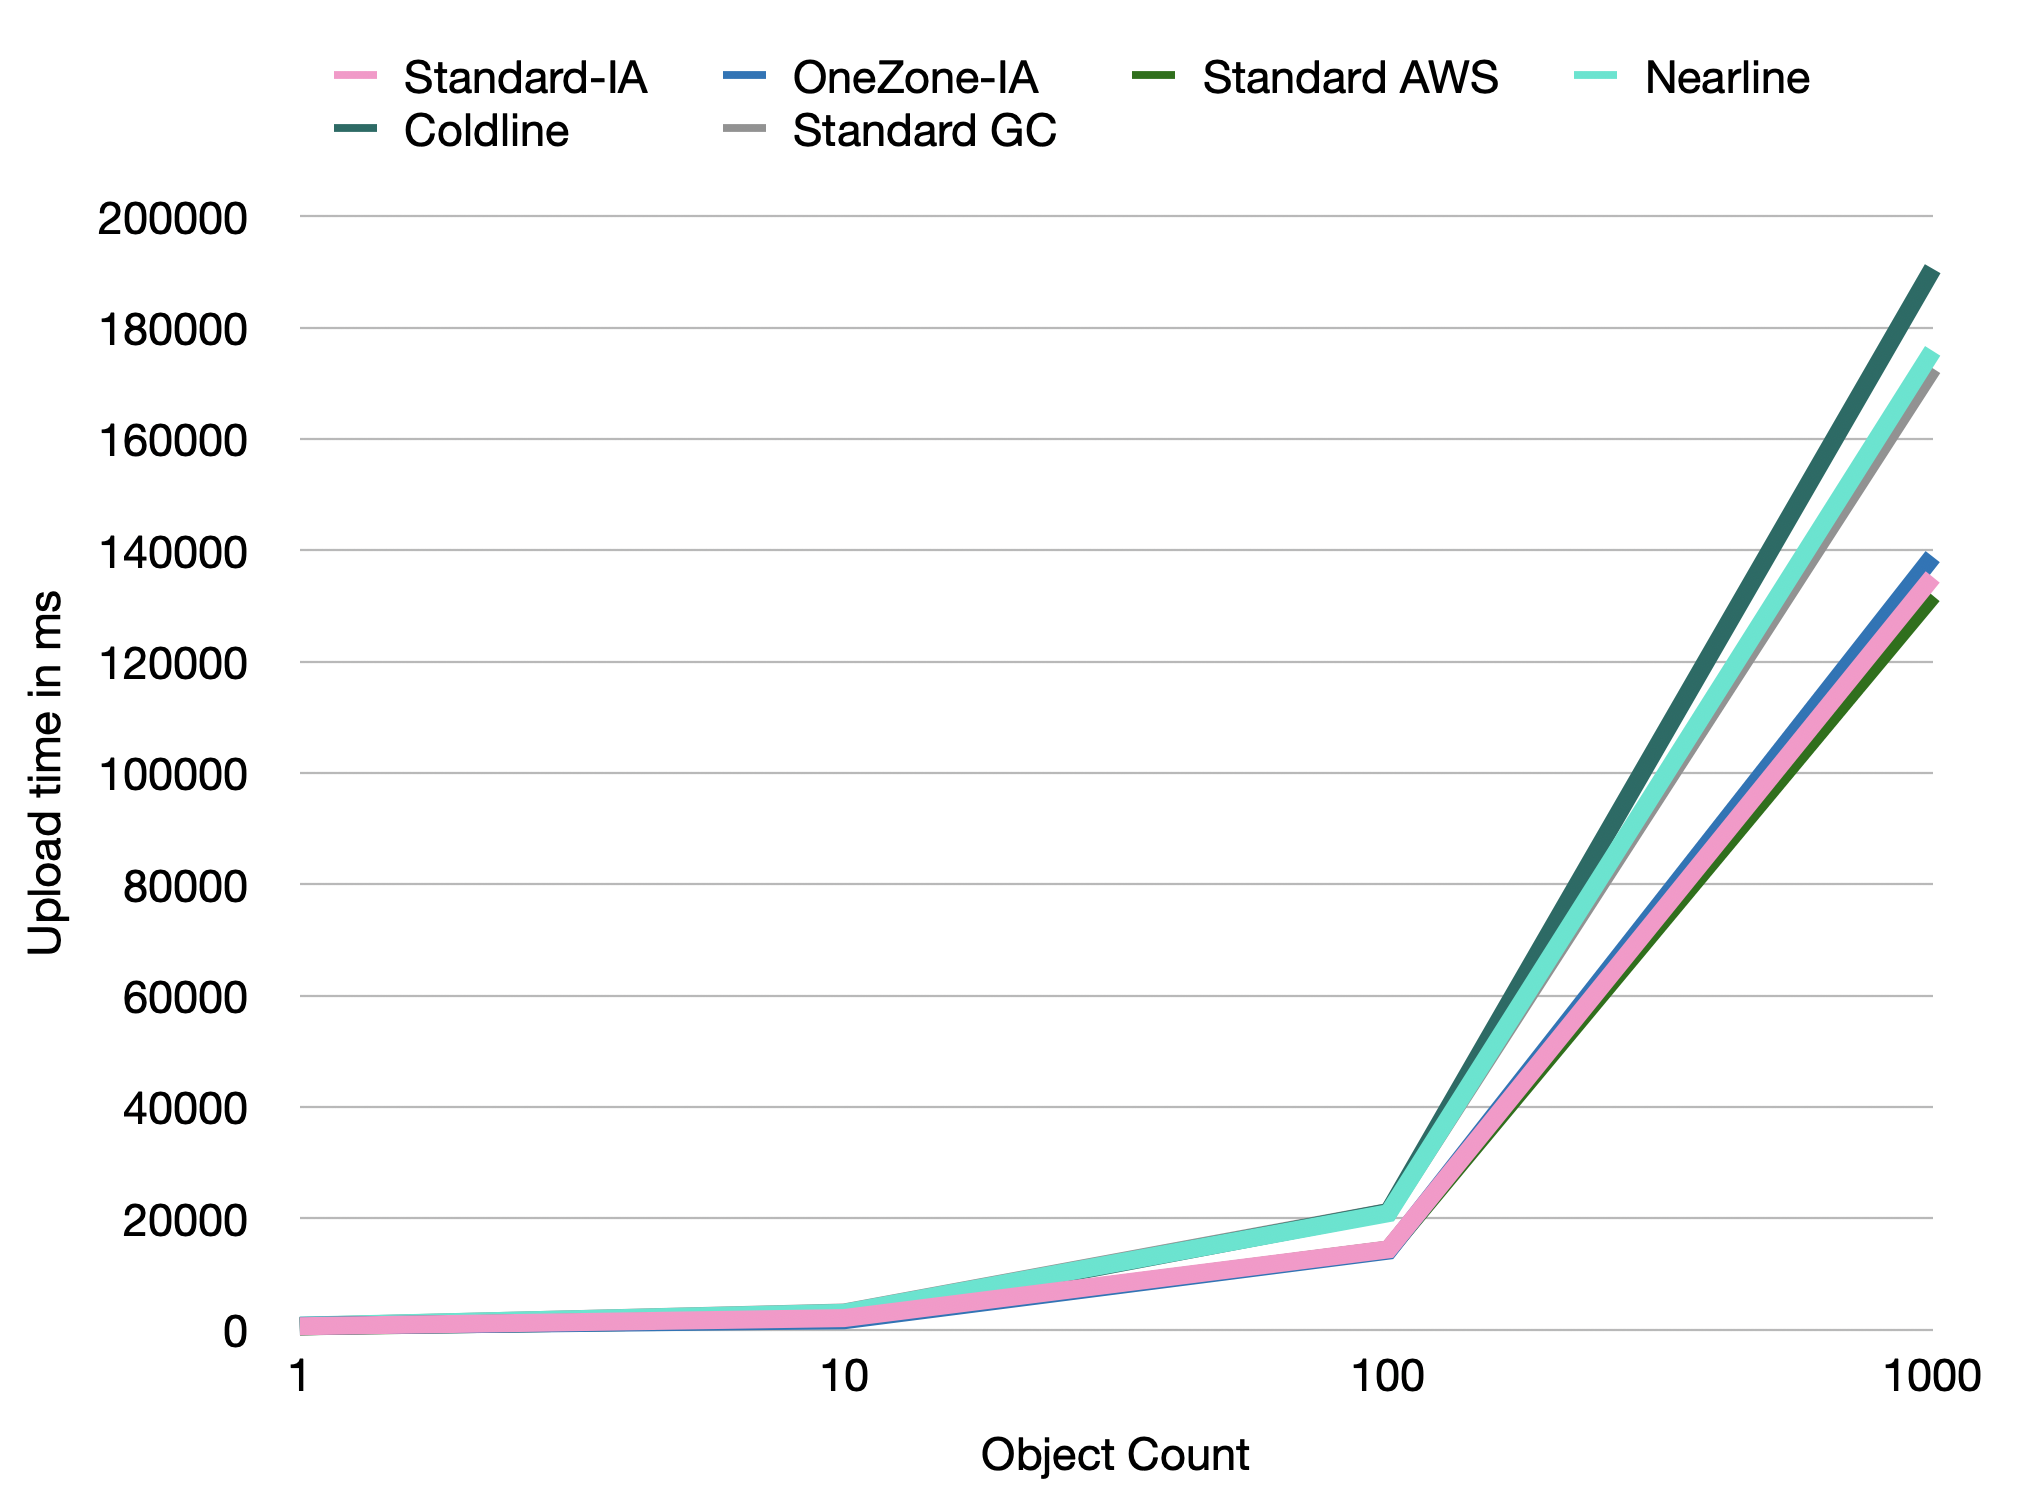 Standard-IA OneZone-IA Standard AWS Nearline
Coldline Standard GC
200000
180000
160000
140000
120000
100000
80000
60000
40000
20000
0
Upload time in ms
1 10 100 1000
Object Count